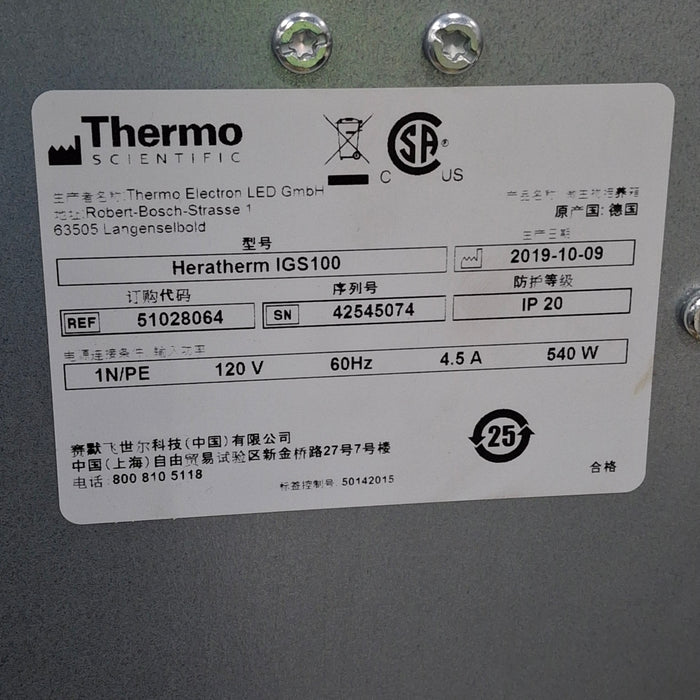 Thermo
SCIENTIFIC
CSA
C US
生产者名称: Thermo Electron LED GmbH
地址: Robert-Bosch-Strasse 1
63505 Langenselbold
产品名称: 微生物培养箱
原产国: 德国
型号
生产日期
Heratherm IGS100
2019-10-09
订购代码
序列号
防护等级
REF 51028064
SN 42545074
IP 20
电源连接条件, 输入功率
1N/PE 120 V 60Hz 4.5 A 540 W
赛默飞世尔科技(中国)有限公司
中国(上海)自由贸易试验区新金桥路27号7号楼
电话: 800 810 5118
标签控制号: 50142015
25
合格